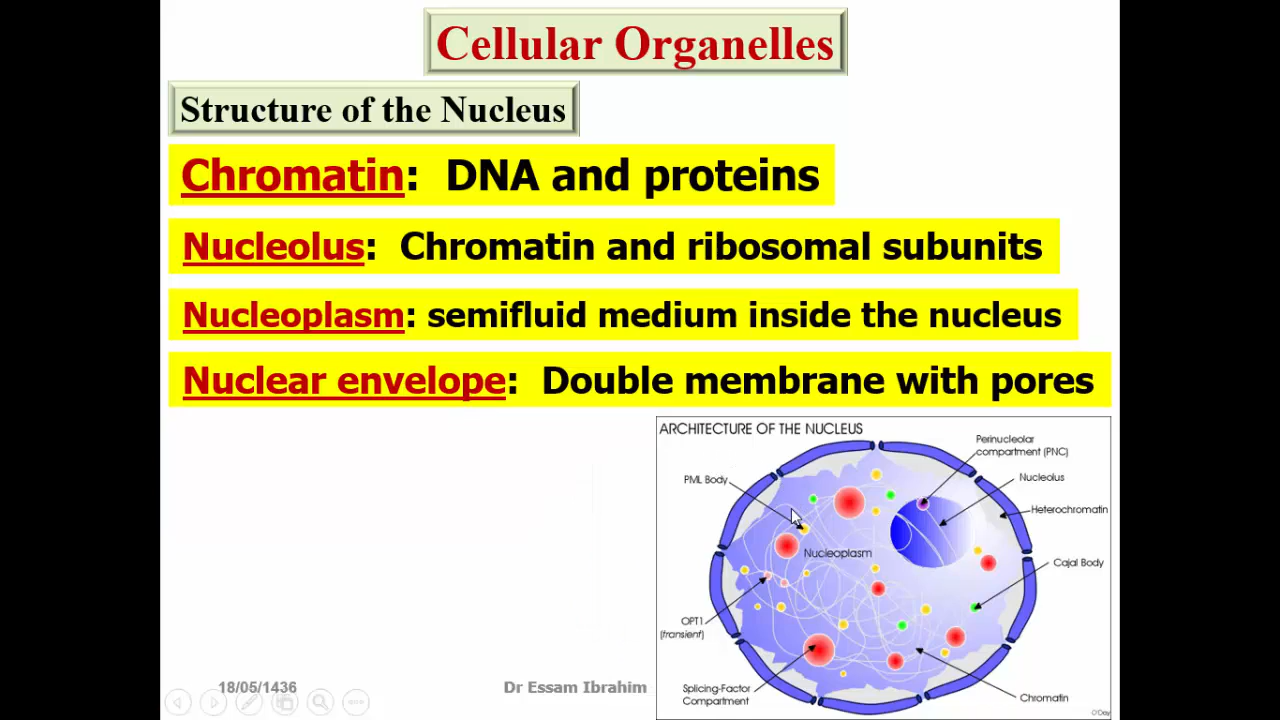 Cellular Organelles
Structure of the Nucleus
Chromatin: DNA and proteins
Nucleolus: Chromatin and ribosomal subunits
Nucleoplasm: semifluid medium inside the nucleus
Nuclear envelope: Double membrane with pores
ARCHITECTURE OF THE NUCLEUS
Perinucleolar
compartment (PNC)
PML Body
Nucleolus
Heterochromatin
Nucleoplasm
Cajal Body
OPT1
(transient)
Splicing-Factor
Compartment
Chromatin
O'Day
18/05/1436
Dr Essam Ibrahim